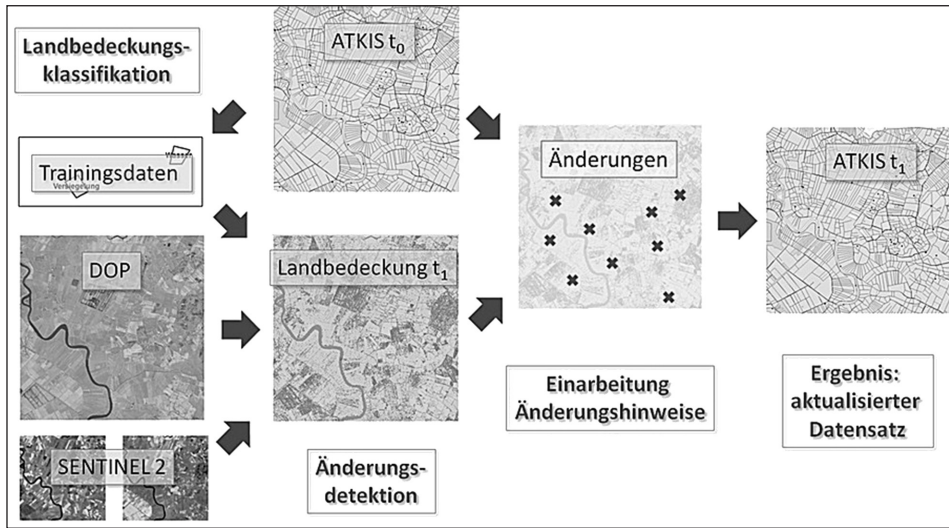 Landbedeckungs-
klassifikation
ATKIS t0
Trainingsdaten
Wasser
Versiegelung
DOP
SENTINEL 2
Landbedeckung t1
Änderungs-
detektion
Änderungen
Einarbeitung
Änderungshinweise
ATKIS t1
Ergebnis:
aktualisierter
Datensatz